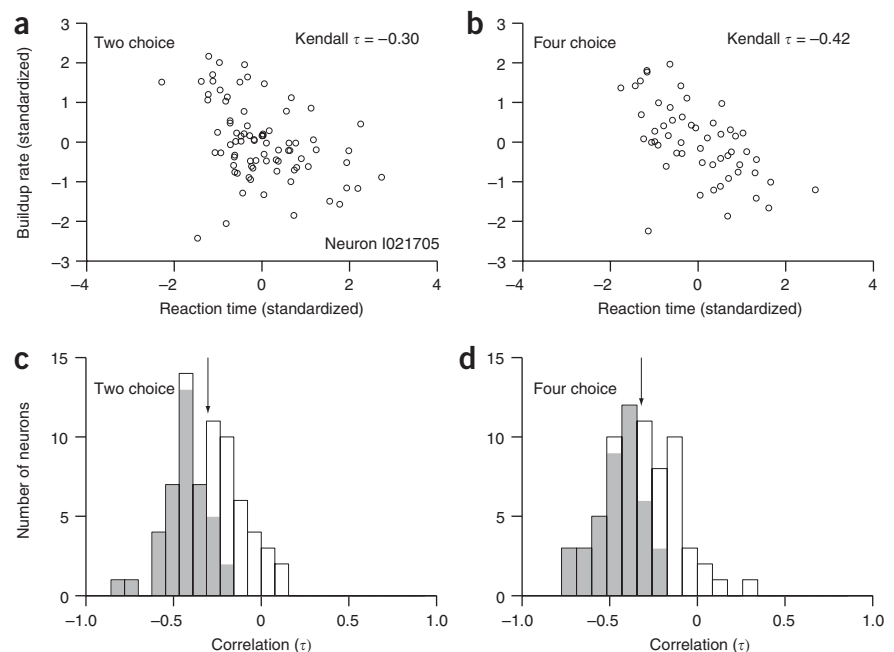 a
b
Two choice
Kendall τ = –0.30
Four choice
Kendall τ = –0.42
Buildup rate (standardized)
3
2
1
0
–1
–2
–3
3
2
1
0
–1
–2
–3
Neuron l021705
–4
–2
0
2
4
–4
–2
0
2
4
Reaction time (standardized)
Reaction time (standardized)
c
d
Two choice
Four choice
Number of neurons
15
10
5
0
15
10
5
0
–1.0
–0.5
0
0.5
1.0
–1.0
–0.5
0
0.5
1.0
Correlation (τ)
Correlation (τ)